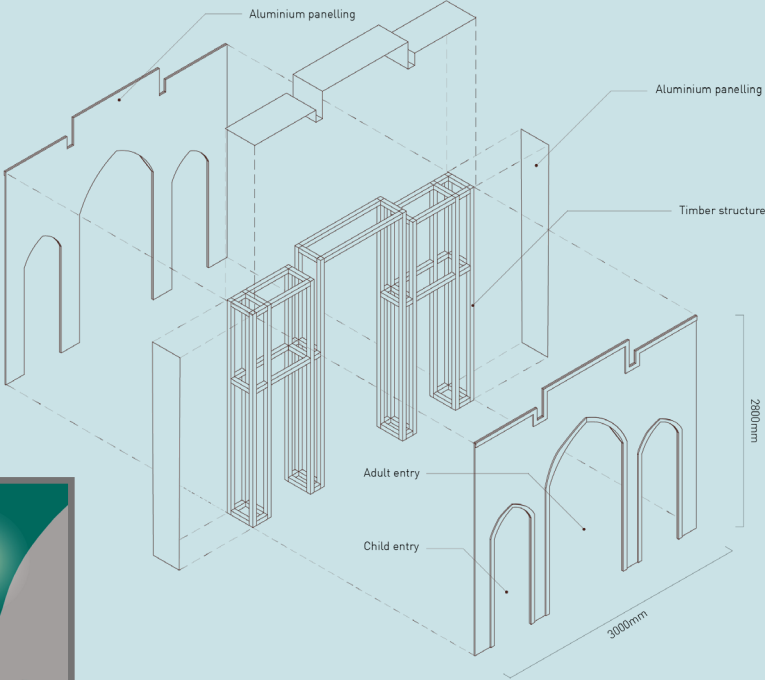 Aluminium panelling
Aluminium panelling
Timber structure
2800mm
Adult entry
Child entry
3000mm